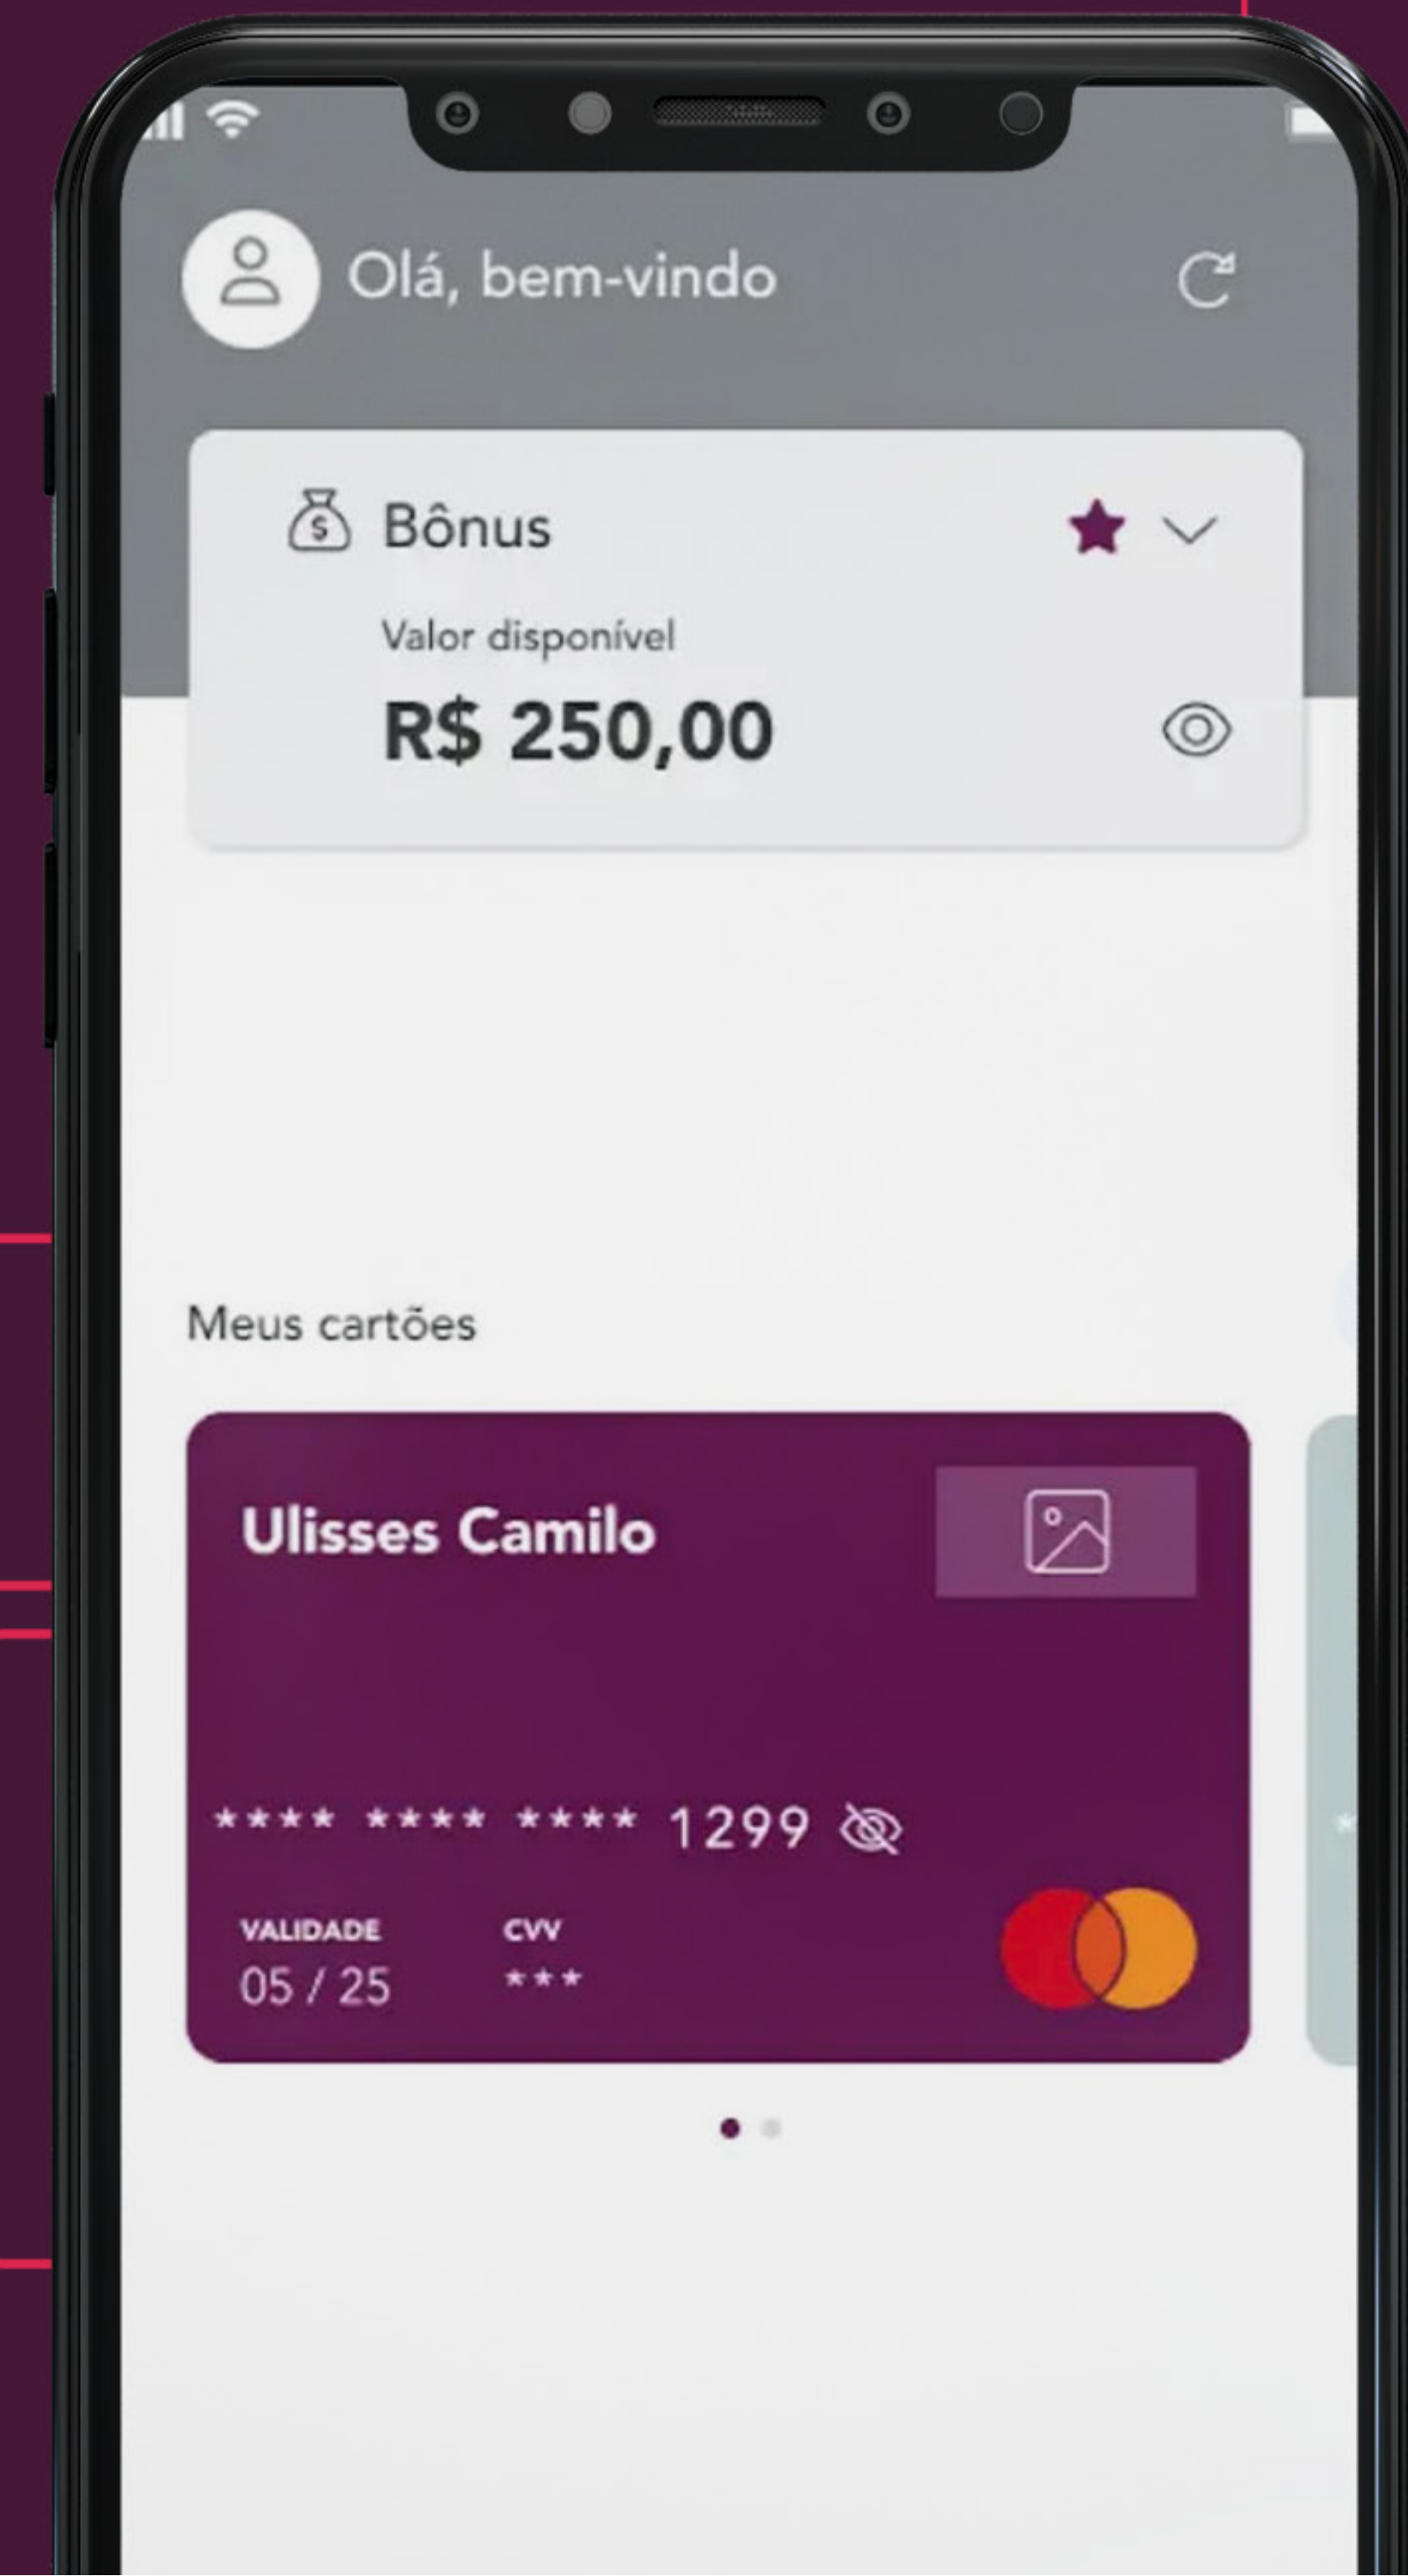 Olá, bem-vindo
Bônus
Valor disponível
R$ 250,00
Meus cartões
Ulisses Camilo
**** **** **** 1299
VALIDADE CVV
05 / 25 ***